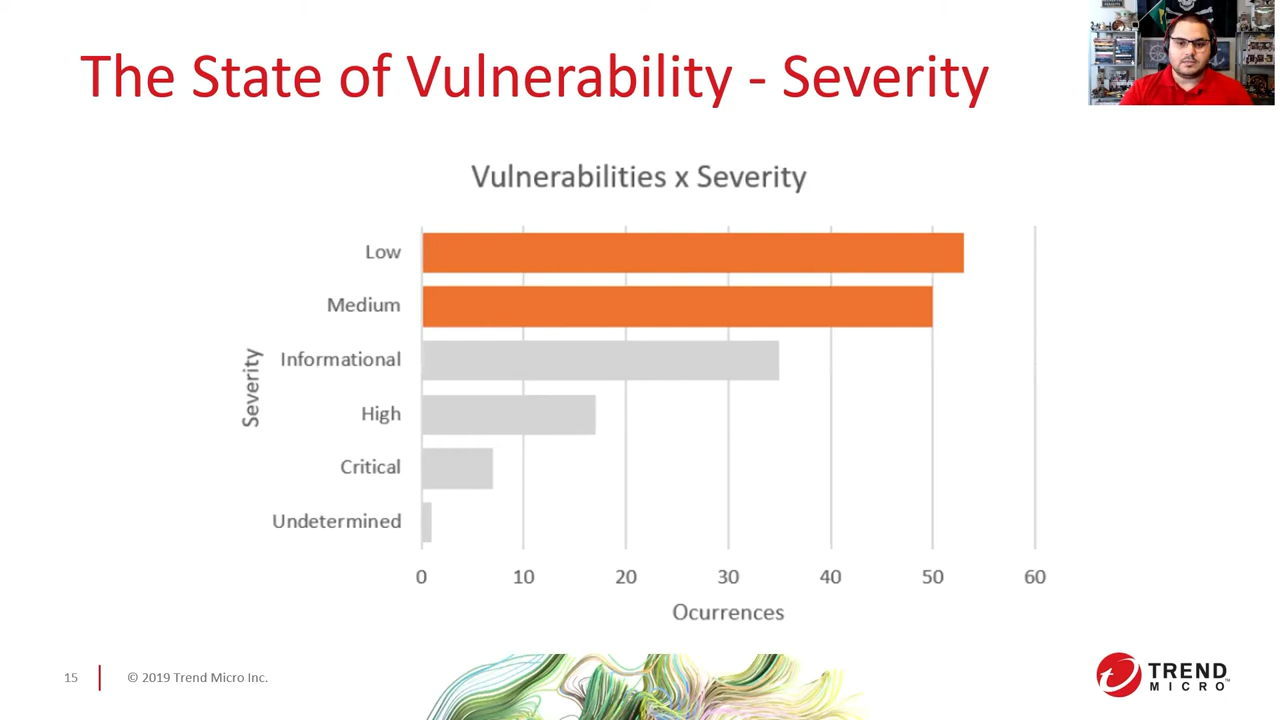 The State of Vulnerability - Severity
Vulnerabilities x Severity
Low
Medium
Informational
High
Critical
Undetermined
Severity
0 10 20 30 40 50 60
Ocurrences
15
© 2019 Trend Micro Inc.
TREND
MICRO™